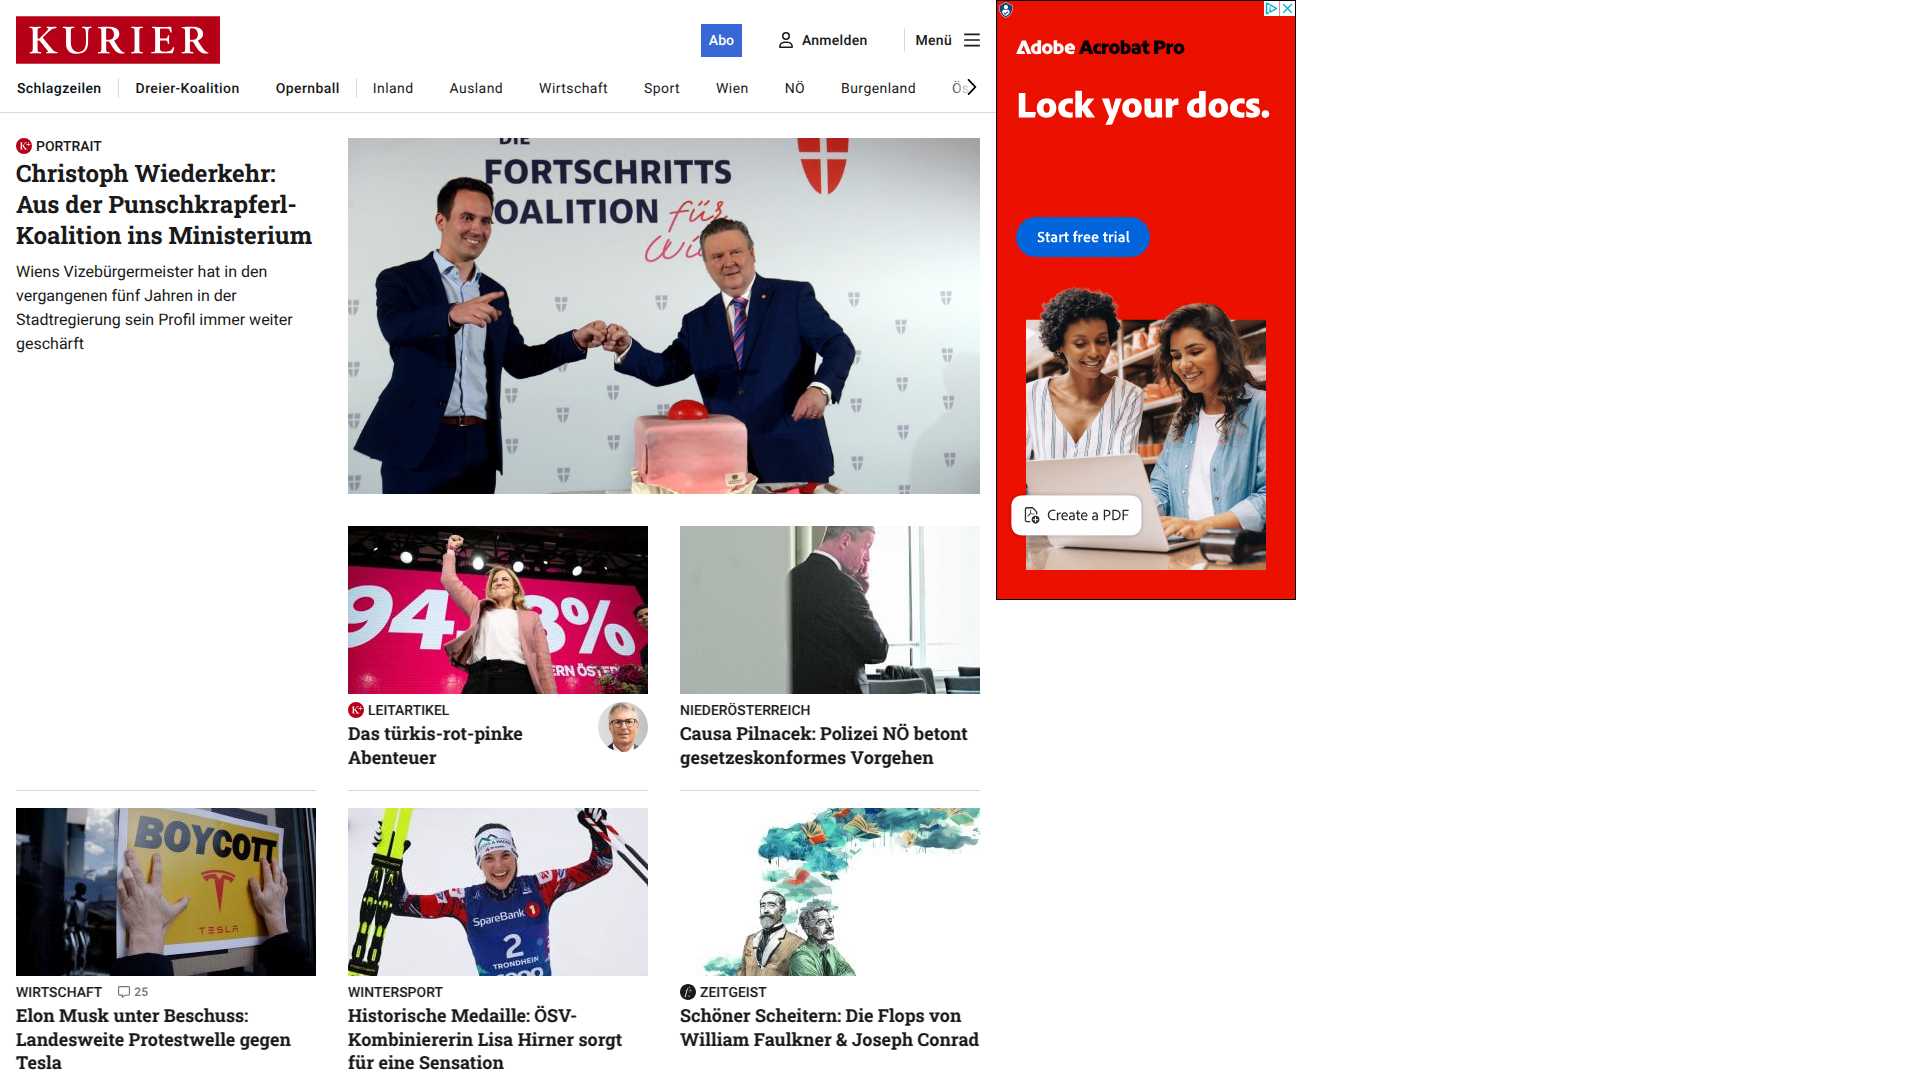 KURIER
Abo
Anmelden
Menü
Schlagzeilen
Dreier-Koalition
Opernball
Inland
Ausland
Wirtschaft
Sport
Wien
NÖ
Burgenland
K+ PORTRAIT
Christoph Wiederkehr:
Aus der Punschkrapferl-
Koalition ins Ministerium
Wiens Vizebürgermeister hat in den
vergangenen fünf Jahren in der
Stadtregierung sein Profil immer weiter
geschärft
DIE
FORTSCHRITTS
OALITION für
K+ LEITARTIKEL
Das türkis-rot-pinke
Abenteuer
NIEDERÖSTERREICH
Causa Pilnacek: Polizei NÖ betont
gesetzeskonformes Vorgehen
BOYCOTT
TESLA
WIRTSCHAFT 25
Elon Musk unter Beschuss:
Landesweite Protestwelle gegen
Tesla
SpareBank 1
2
TRONDHEIM
WINTERSPORT
Historische Medaille: ÖSV-
Kombiniererin Lisa Hirner sorgt
für eine Sensation
ZEITGEIST
Schöner Scheitern: Die Flops von
William Faulkner & Joseph Conrad
Adobe Acrobat Pro
Lock your docs.
Start free trial
Create a PDF